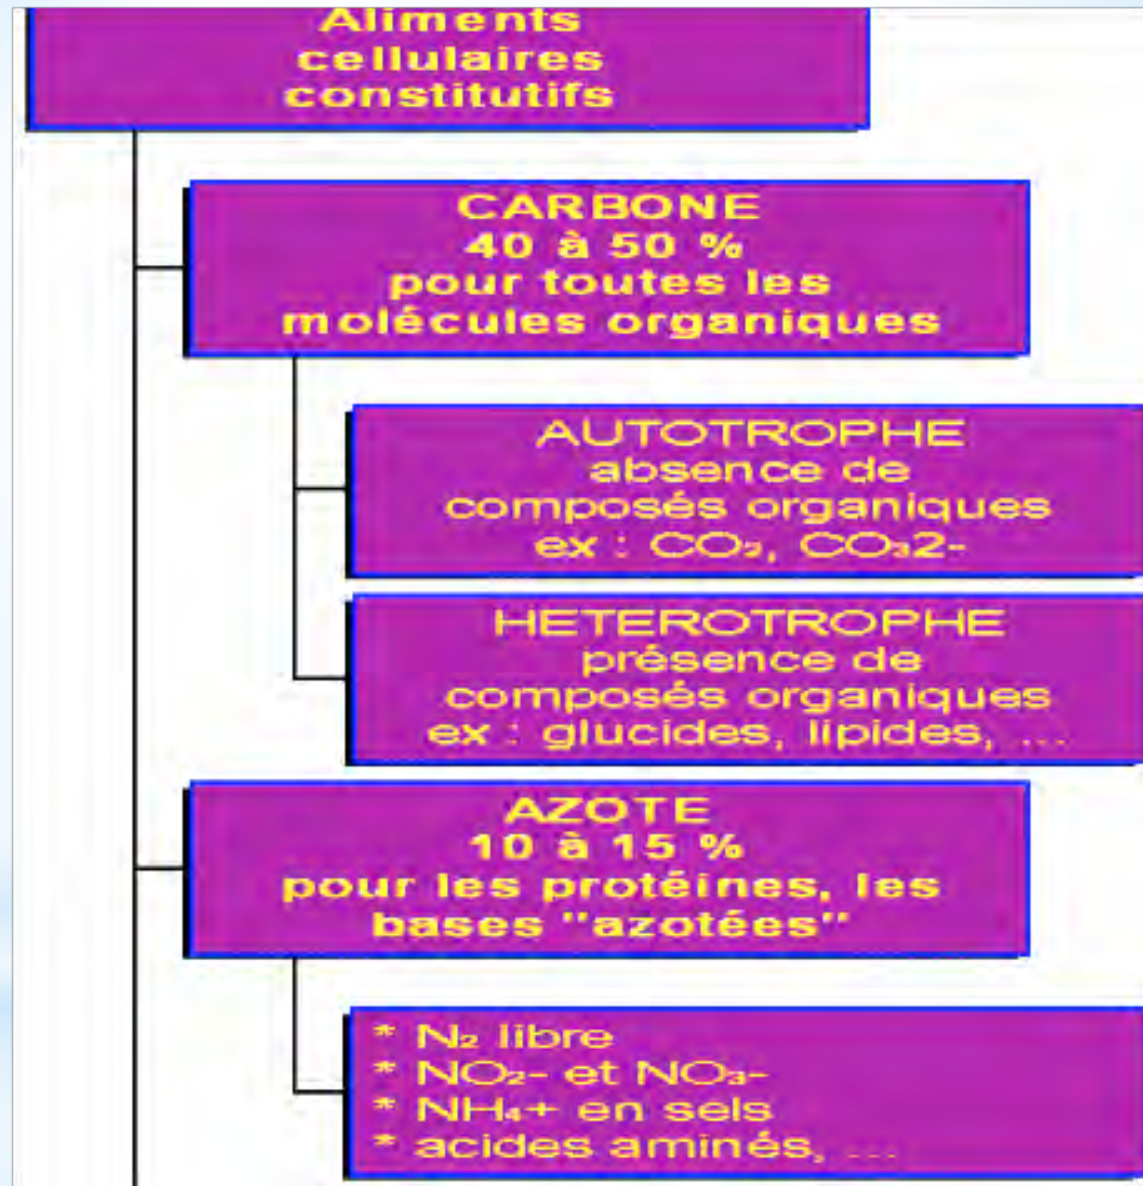 Aliments
cellulaires
constitutifs
CARBONE
40 à 50 %
pour toutes les
molécules organiques
AUTOTROPHE
absence de
composés organiques
ex : CO₂, CO₃2-
HETEROTROPHE
présence de
composés organiques
ex : glucides, lipides, ...
AZOTE
10 à 15 %
pour les protéines, les
bases "azotées"
* N₂ libre
* NO₂- et NO₃-
* NH₄+ en sels
* acides aminés, ...